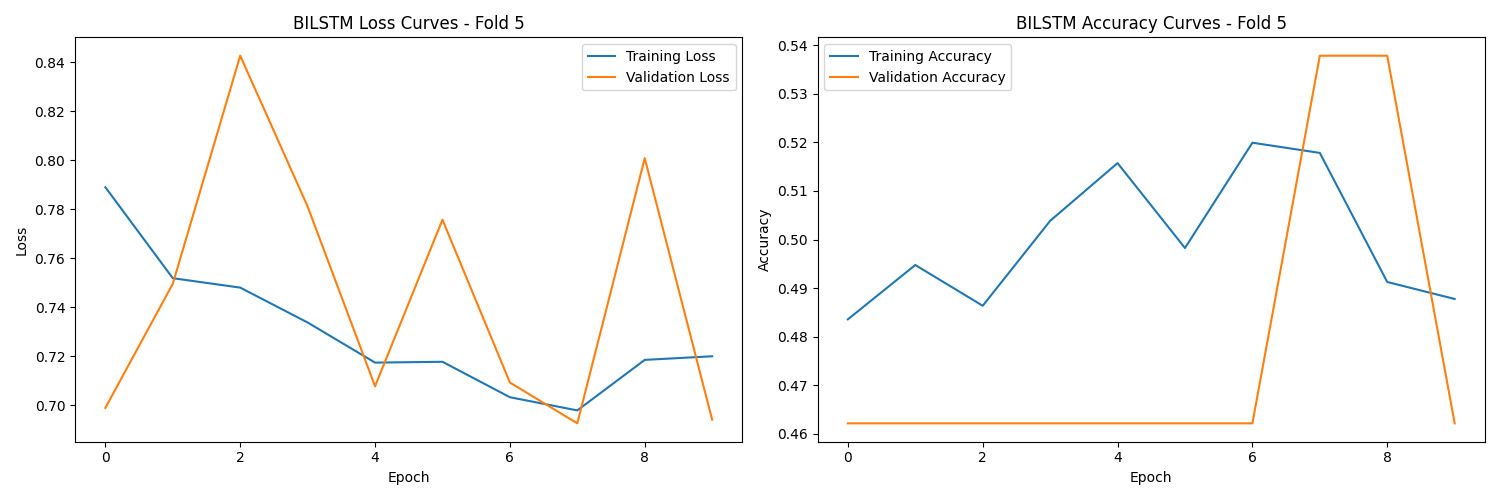 BILSTM Loss Curves - Fold 5
Training Loss
Validation Loss
0.84
0.82
0.80
0.78
0.76
0.74
0.72
0.70
Loss
0 2 4 6 8
Epoch
BILSTM Accuracy Curves - Fold 5
Training Accuracy
Validation Accuracy
0.54
0.53
0.52
0.51
0.50
0.49
0.48
0.47
0.46
Accuracy
0 2 4 6 8
Epoch